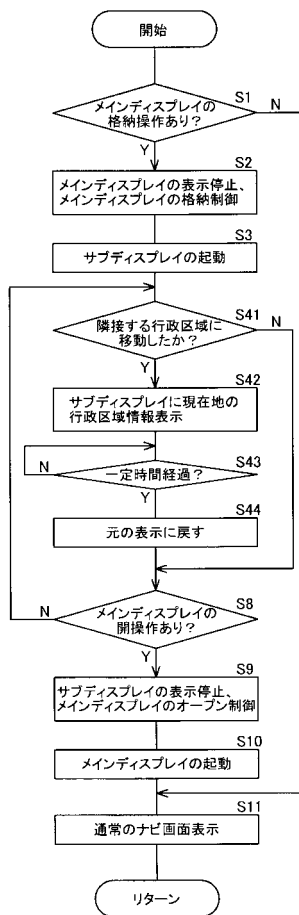 開始
S1
メインディスプレイの
格納操作あり?
N
Y
S2
メインディスプレイの表示停止、
メインディスプレイの格納制御
S3
サブディスプレイの起動
S41
隣接する行政区域に
移動したか?
N
Y
S42
サブディスプレイに現在地の
行政区域情報表示
S43
一定時間経過?
N
Y
S44
元の表示に戻す
S8
メインディスプレイの
開操作あり?
N
Y
S9
サブディスプレイの表示停止、
メインディスプレイのオープン制御
S10
メインディスプレイの起動
S11
通常のナビ画面表示
リターン